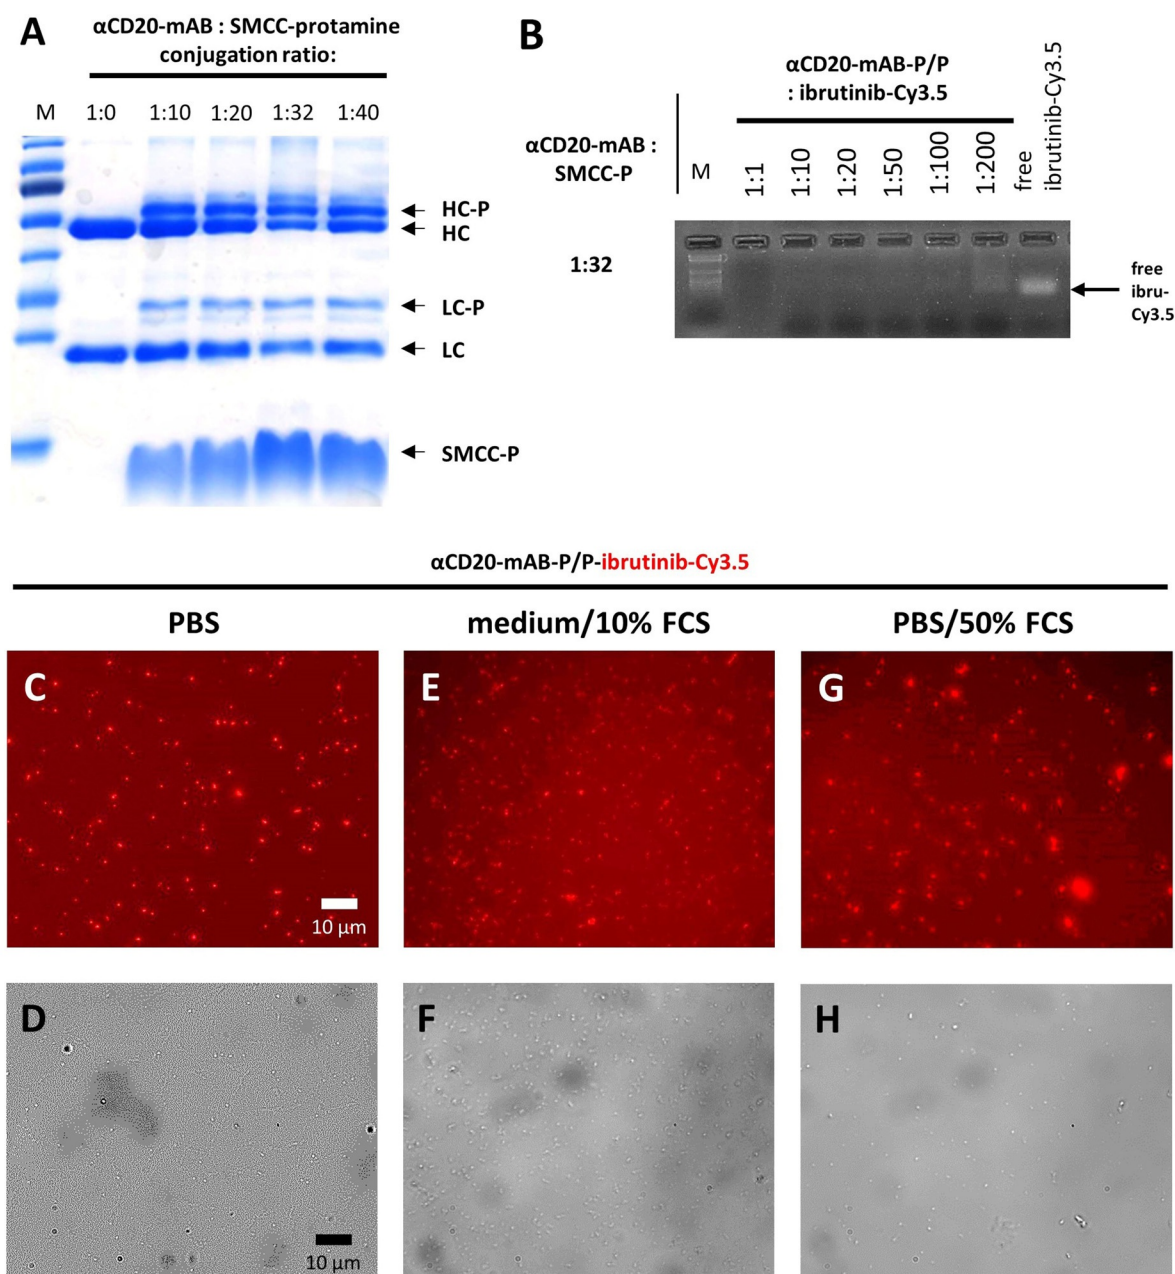 A
αCD20-mAB : SMCC-protamine
conjugation ratio:
M 1:0 1:10 1:20 1:32 1:40
HC-P
HC
LC-P
LC
SMCC-P
B
αCD20-mAB-P/P
: ibrutinib-Cy3.5
αCD20-mAB :
SMCC-P
M 1:1 1:10 1:20 1:50 1:100 1:200
free
ibrutinib-Cy3.5
1:32
free
ibru-
Cy3.5
αCD20-mAB-P/P-ibrutinib-Cy3.5
PBS medium/10% FCS PBS/50% FCS
C E G
10 µm
D F H
10 µm